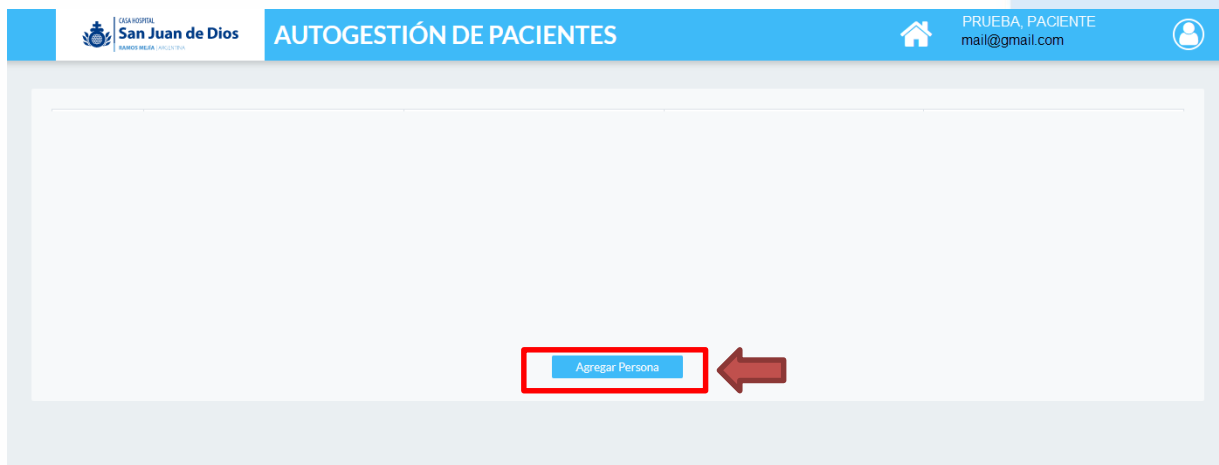 CASA HOSPITAL
San Juan de Dios
RAMOS MEJÍA | ARGENTINA
AUTOGESTIÓN DE PACIENTES
PRUEBA, PACIENTE
mail@gmail.com
Agregar Persona